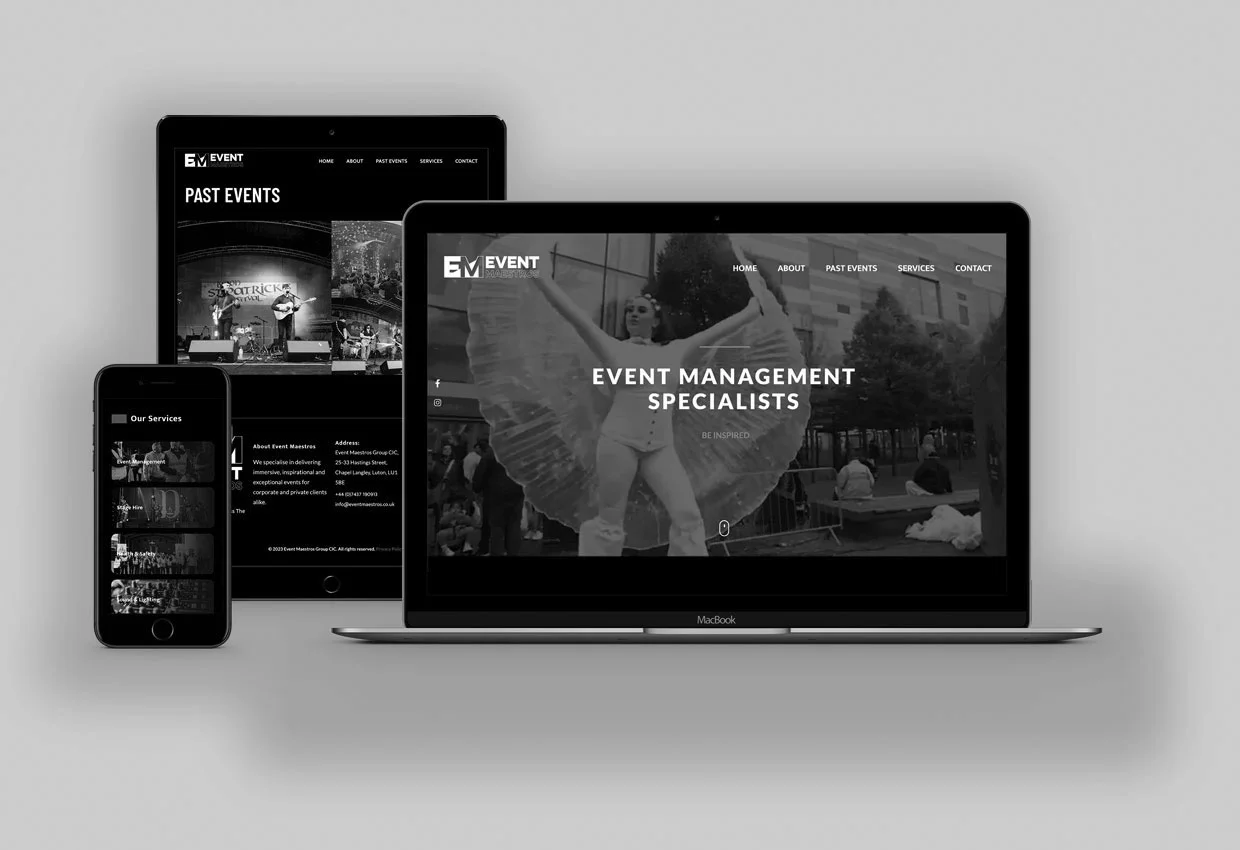 EM EVENT
MAESTROS
HOME ABOUT PAST EVENTS SERVICES CONTACT
PAST EVENTS
ST PATRICK'S
FESTIVAL
About Event Maestros
We specialise in delivering
immersive, inspirational and
exceptional events for
corporate and private clients
alike.
Address:
Event Maestros Group CIC,
25-33 Hastings Street,
Chapel Langley, Luton, LU1
5BE
+44 (0)7437 190913
info@eventmaestros.co.uk
© 2023 Event Maestros Group CIC. All rights reserved. Privacy
Our Services
Event Management
Stage Hire
Health & Safety
Sound & Lighting
EM EVENT
MAESTROS
HOME ABOUT PAST EVENTS SERVICES CONTACT
EVENT MANAGEMENT
SPECIALISTS
BE INSPIRED
MacBook